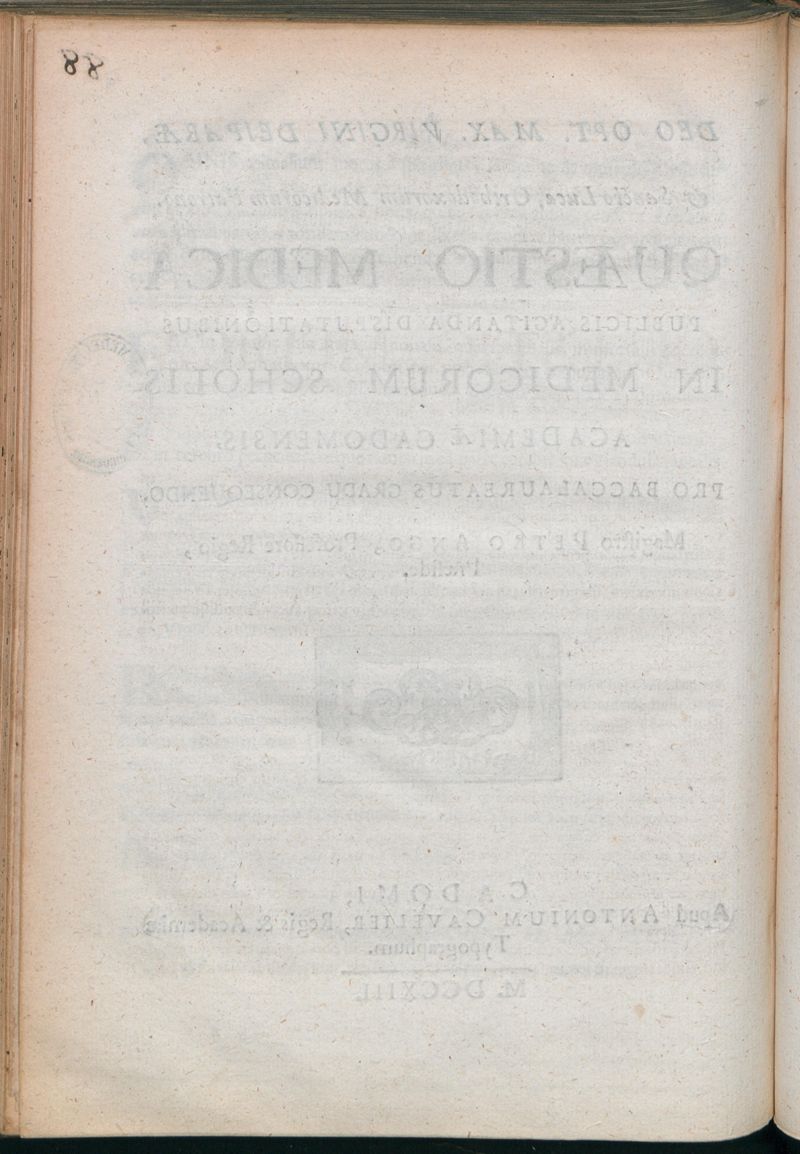 88
DEO OPT. MAX. VIRGINI DEIPARÆ,
& Sancto Lucæ, Orthodoxorum Medicorum Patrono.
QUÆSTIO MEDICA
PUBLICIS AGITANDA DISPUTATIONIBUS
IN MEDICORUM SCHOLIS
ACADEMIÆ CADOMENSIS,
PRO BACCALAUREATUS GRADU CONSEQUENDO,
Magistro PETRO ANGO, Professore Regio,
Præside.
CADOMI,
Apud ANTONIUM CAVELIER, Regis & Academiæ
Typographum.
M. DCCXIII.